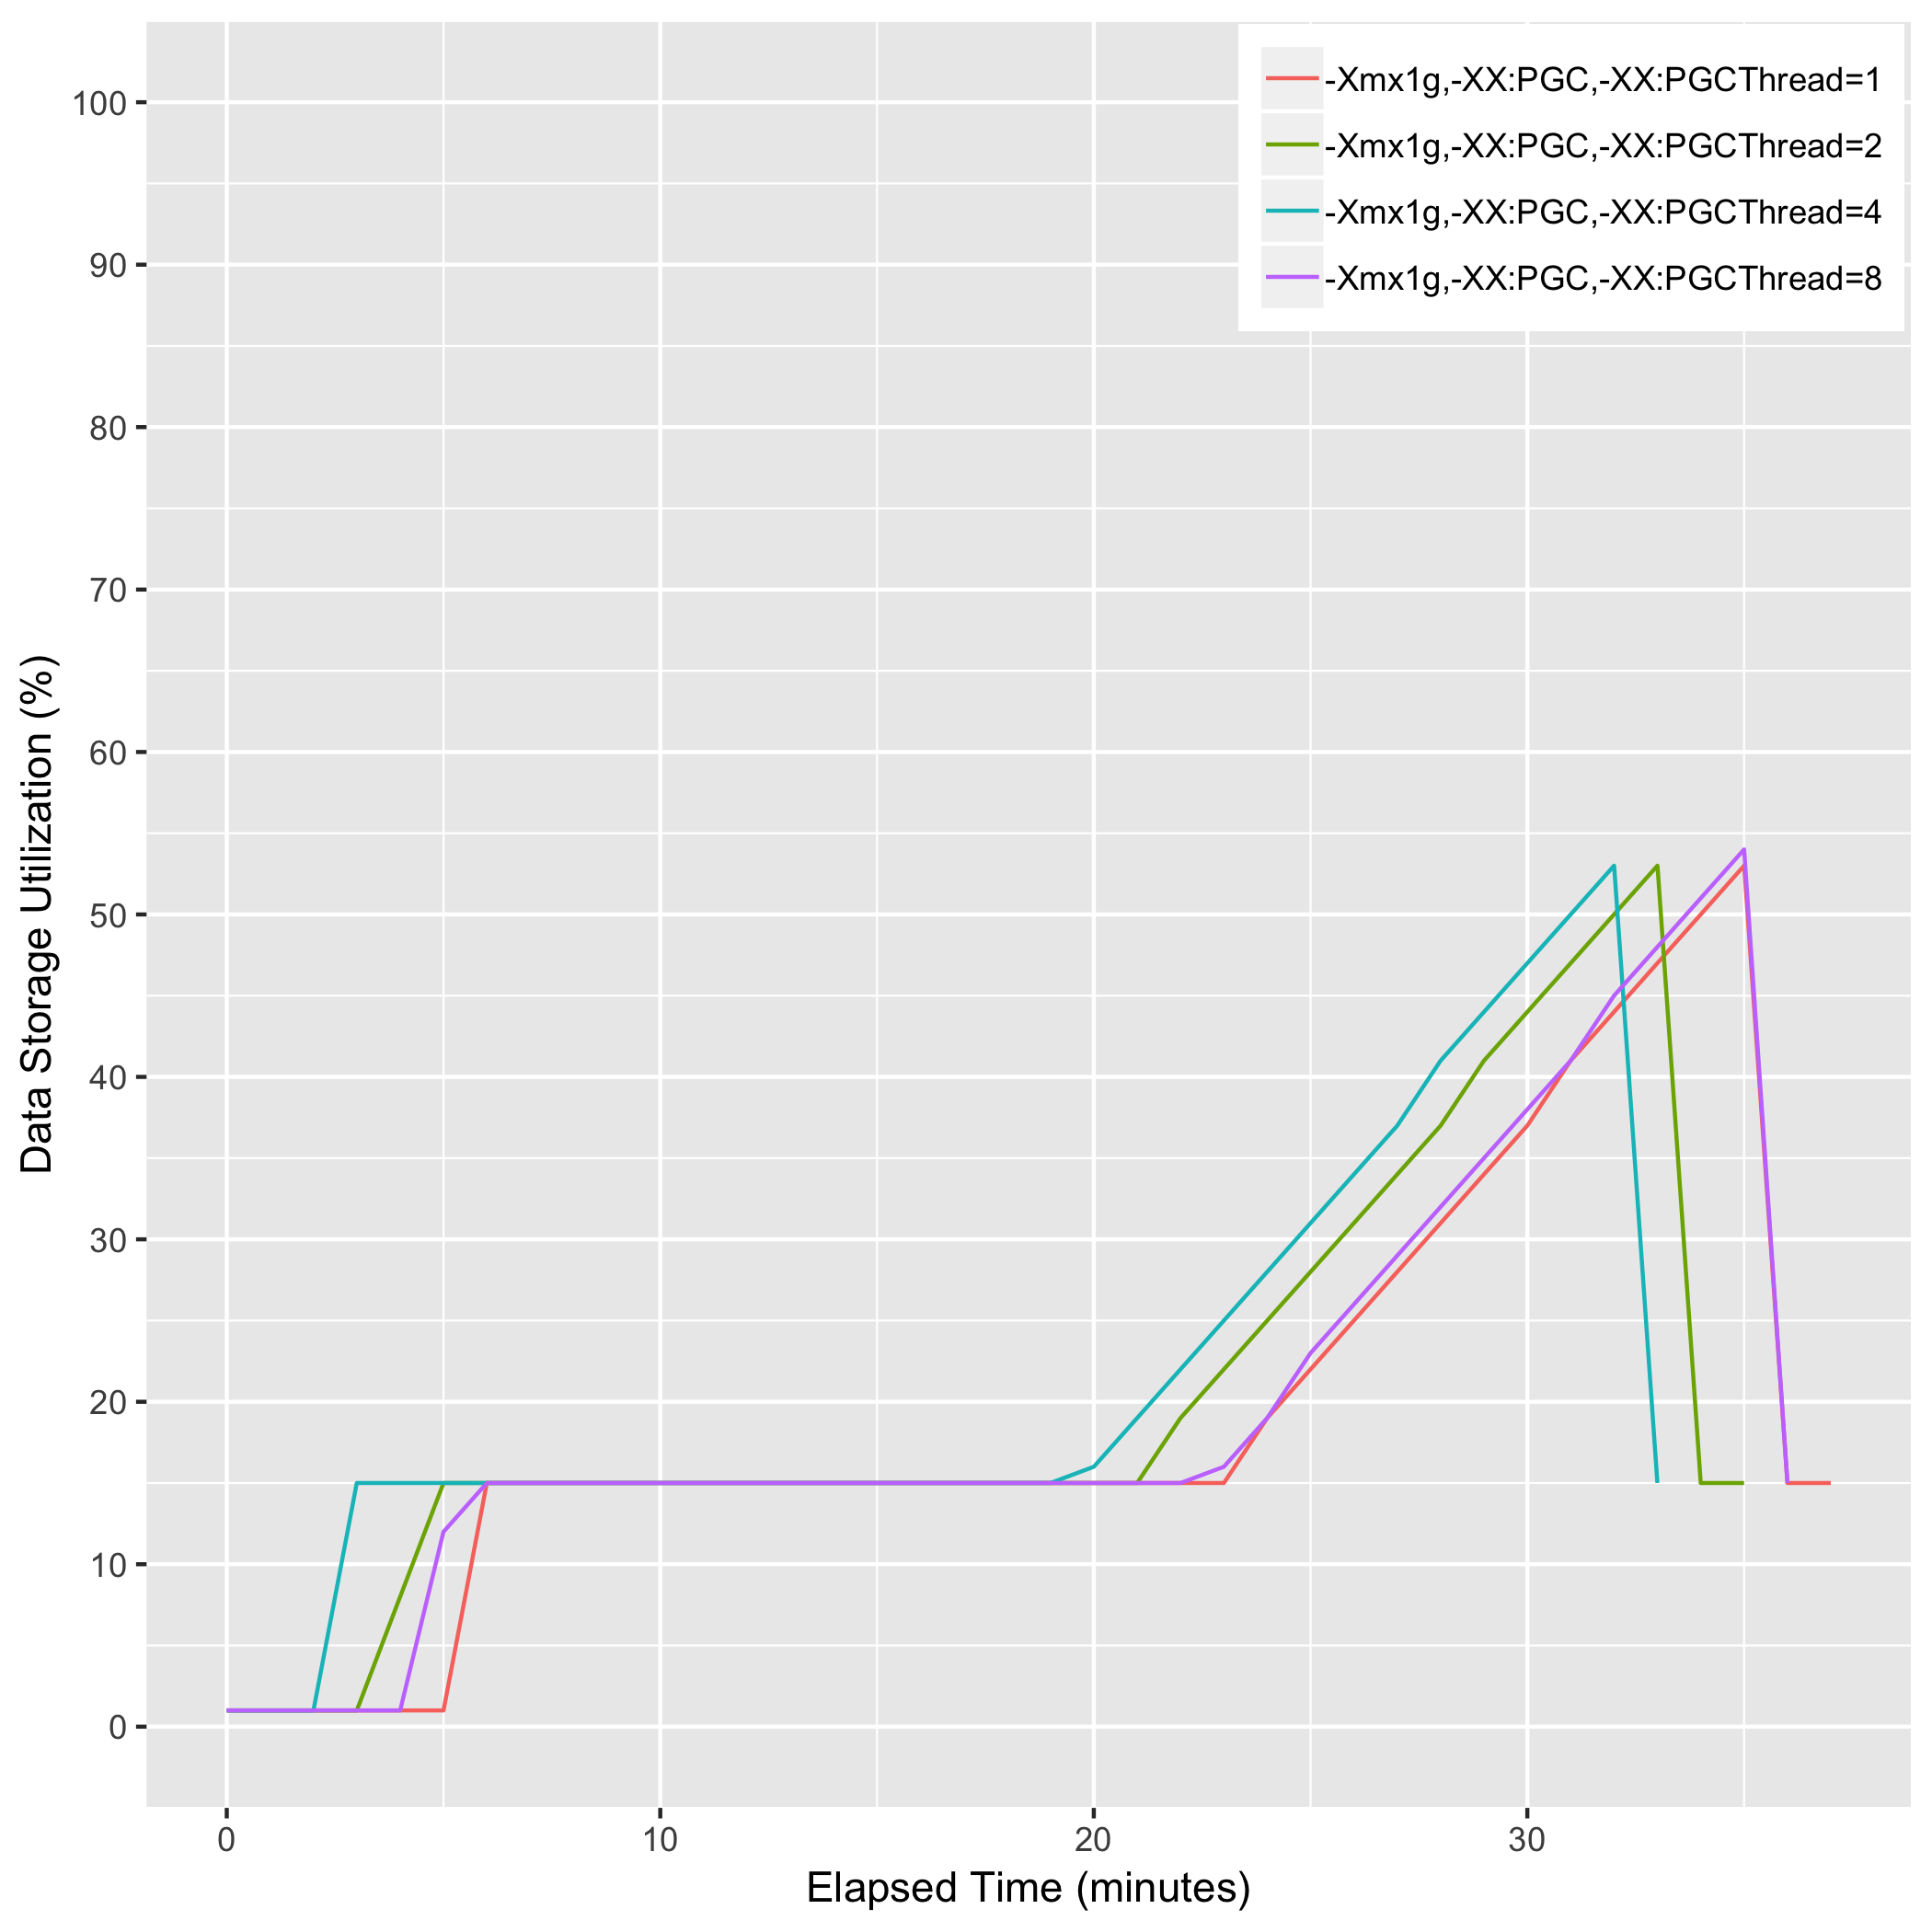 -Xmx1g,-XX:PGC,-XX:PGCThread=1
-Xmx1g,-XX:PGC,-XX:PGCThread=2
-Xmx1g,-XX:PGC,-XX:PGCThread=4
-Xmx1g,-XX:PGC,-XX:PGCThread=8
Data Storage Utilization (%)
100
90
80
70
60
50
40
30
20
10
0
0 10 20 30
Elapsed Time (minutes)